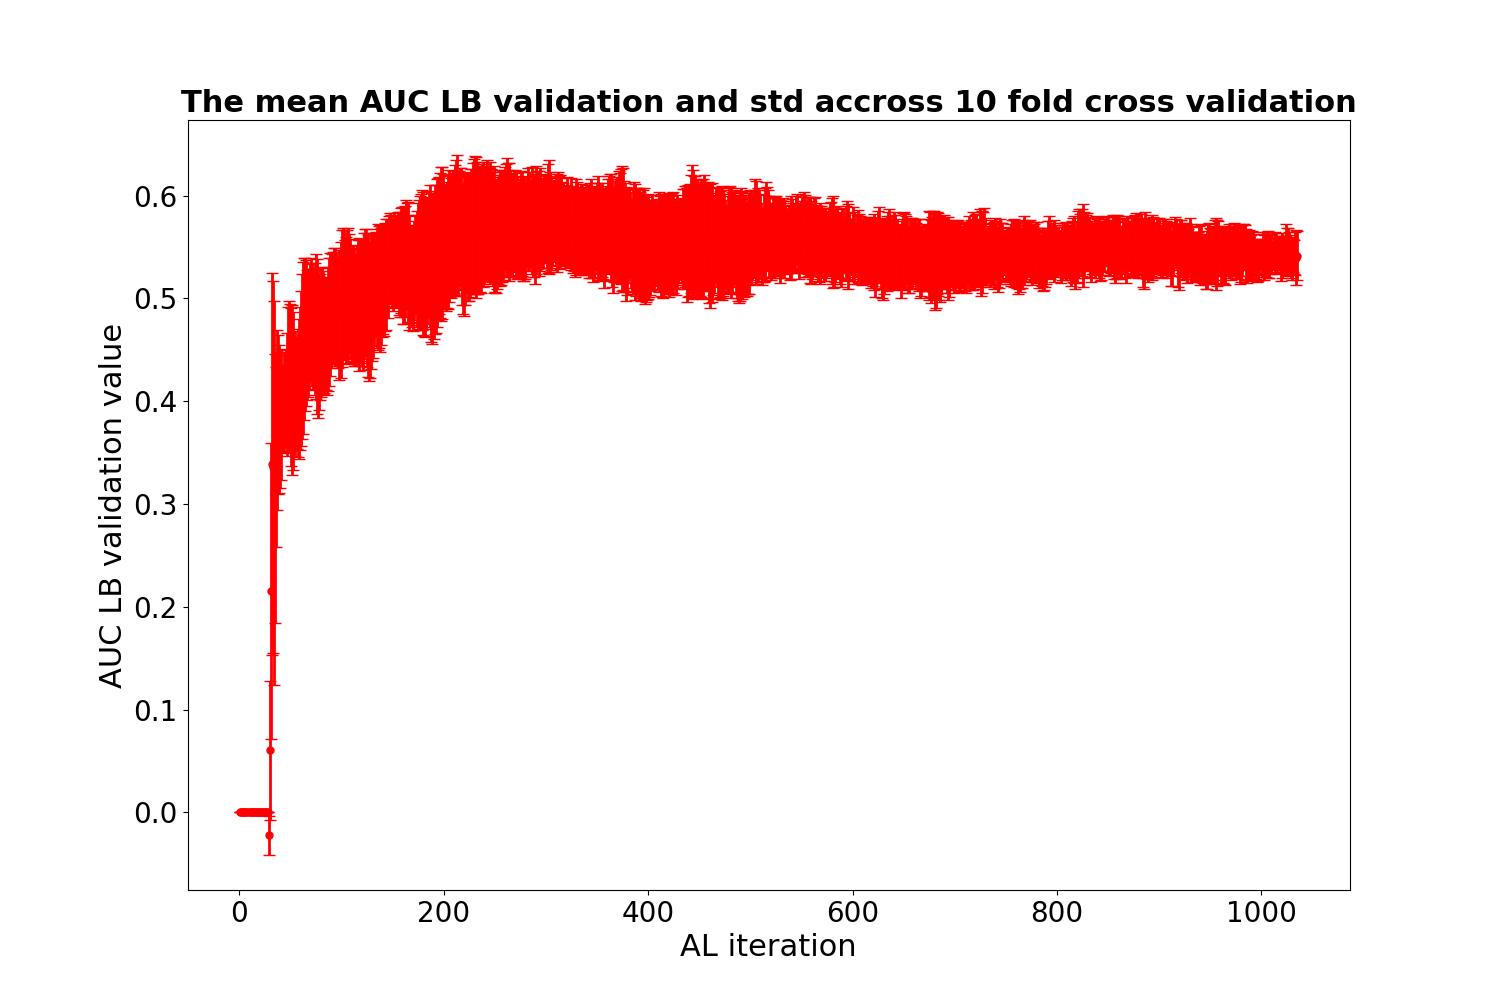 The mean AUC LB validation and std accross 10 fold cross validation
AUC LB validation value
0.6
0.5
0.4
0.3
0.2
0.1
0.0
0 200 400 600 800 1000
AL iteration